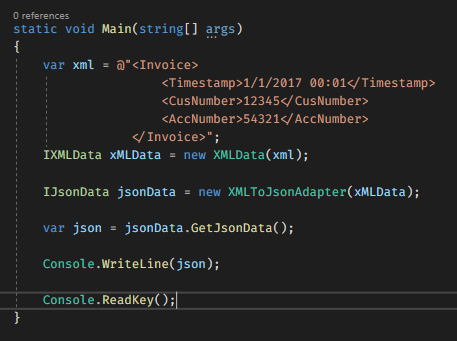 0 references
static void Main(string[] args)
{
var xml = @"<Invoice>
<Timestamp>1/1/2017 00:01</Timestamp>
<CusNumber>12345</CusNumber>
<AccNumber>54321</AccNumber>
</Invoice>";
IXMLData xMLData = new XMLData(xml);
IJsonData jsonData = new XMLToJsonAdapter(xMLData);
var json = jsonData.GetJsonData();
Console.WriteLine(json);
Console.ReadKey();
}